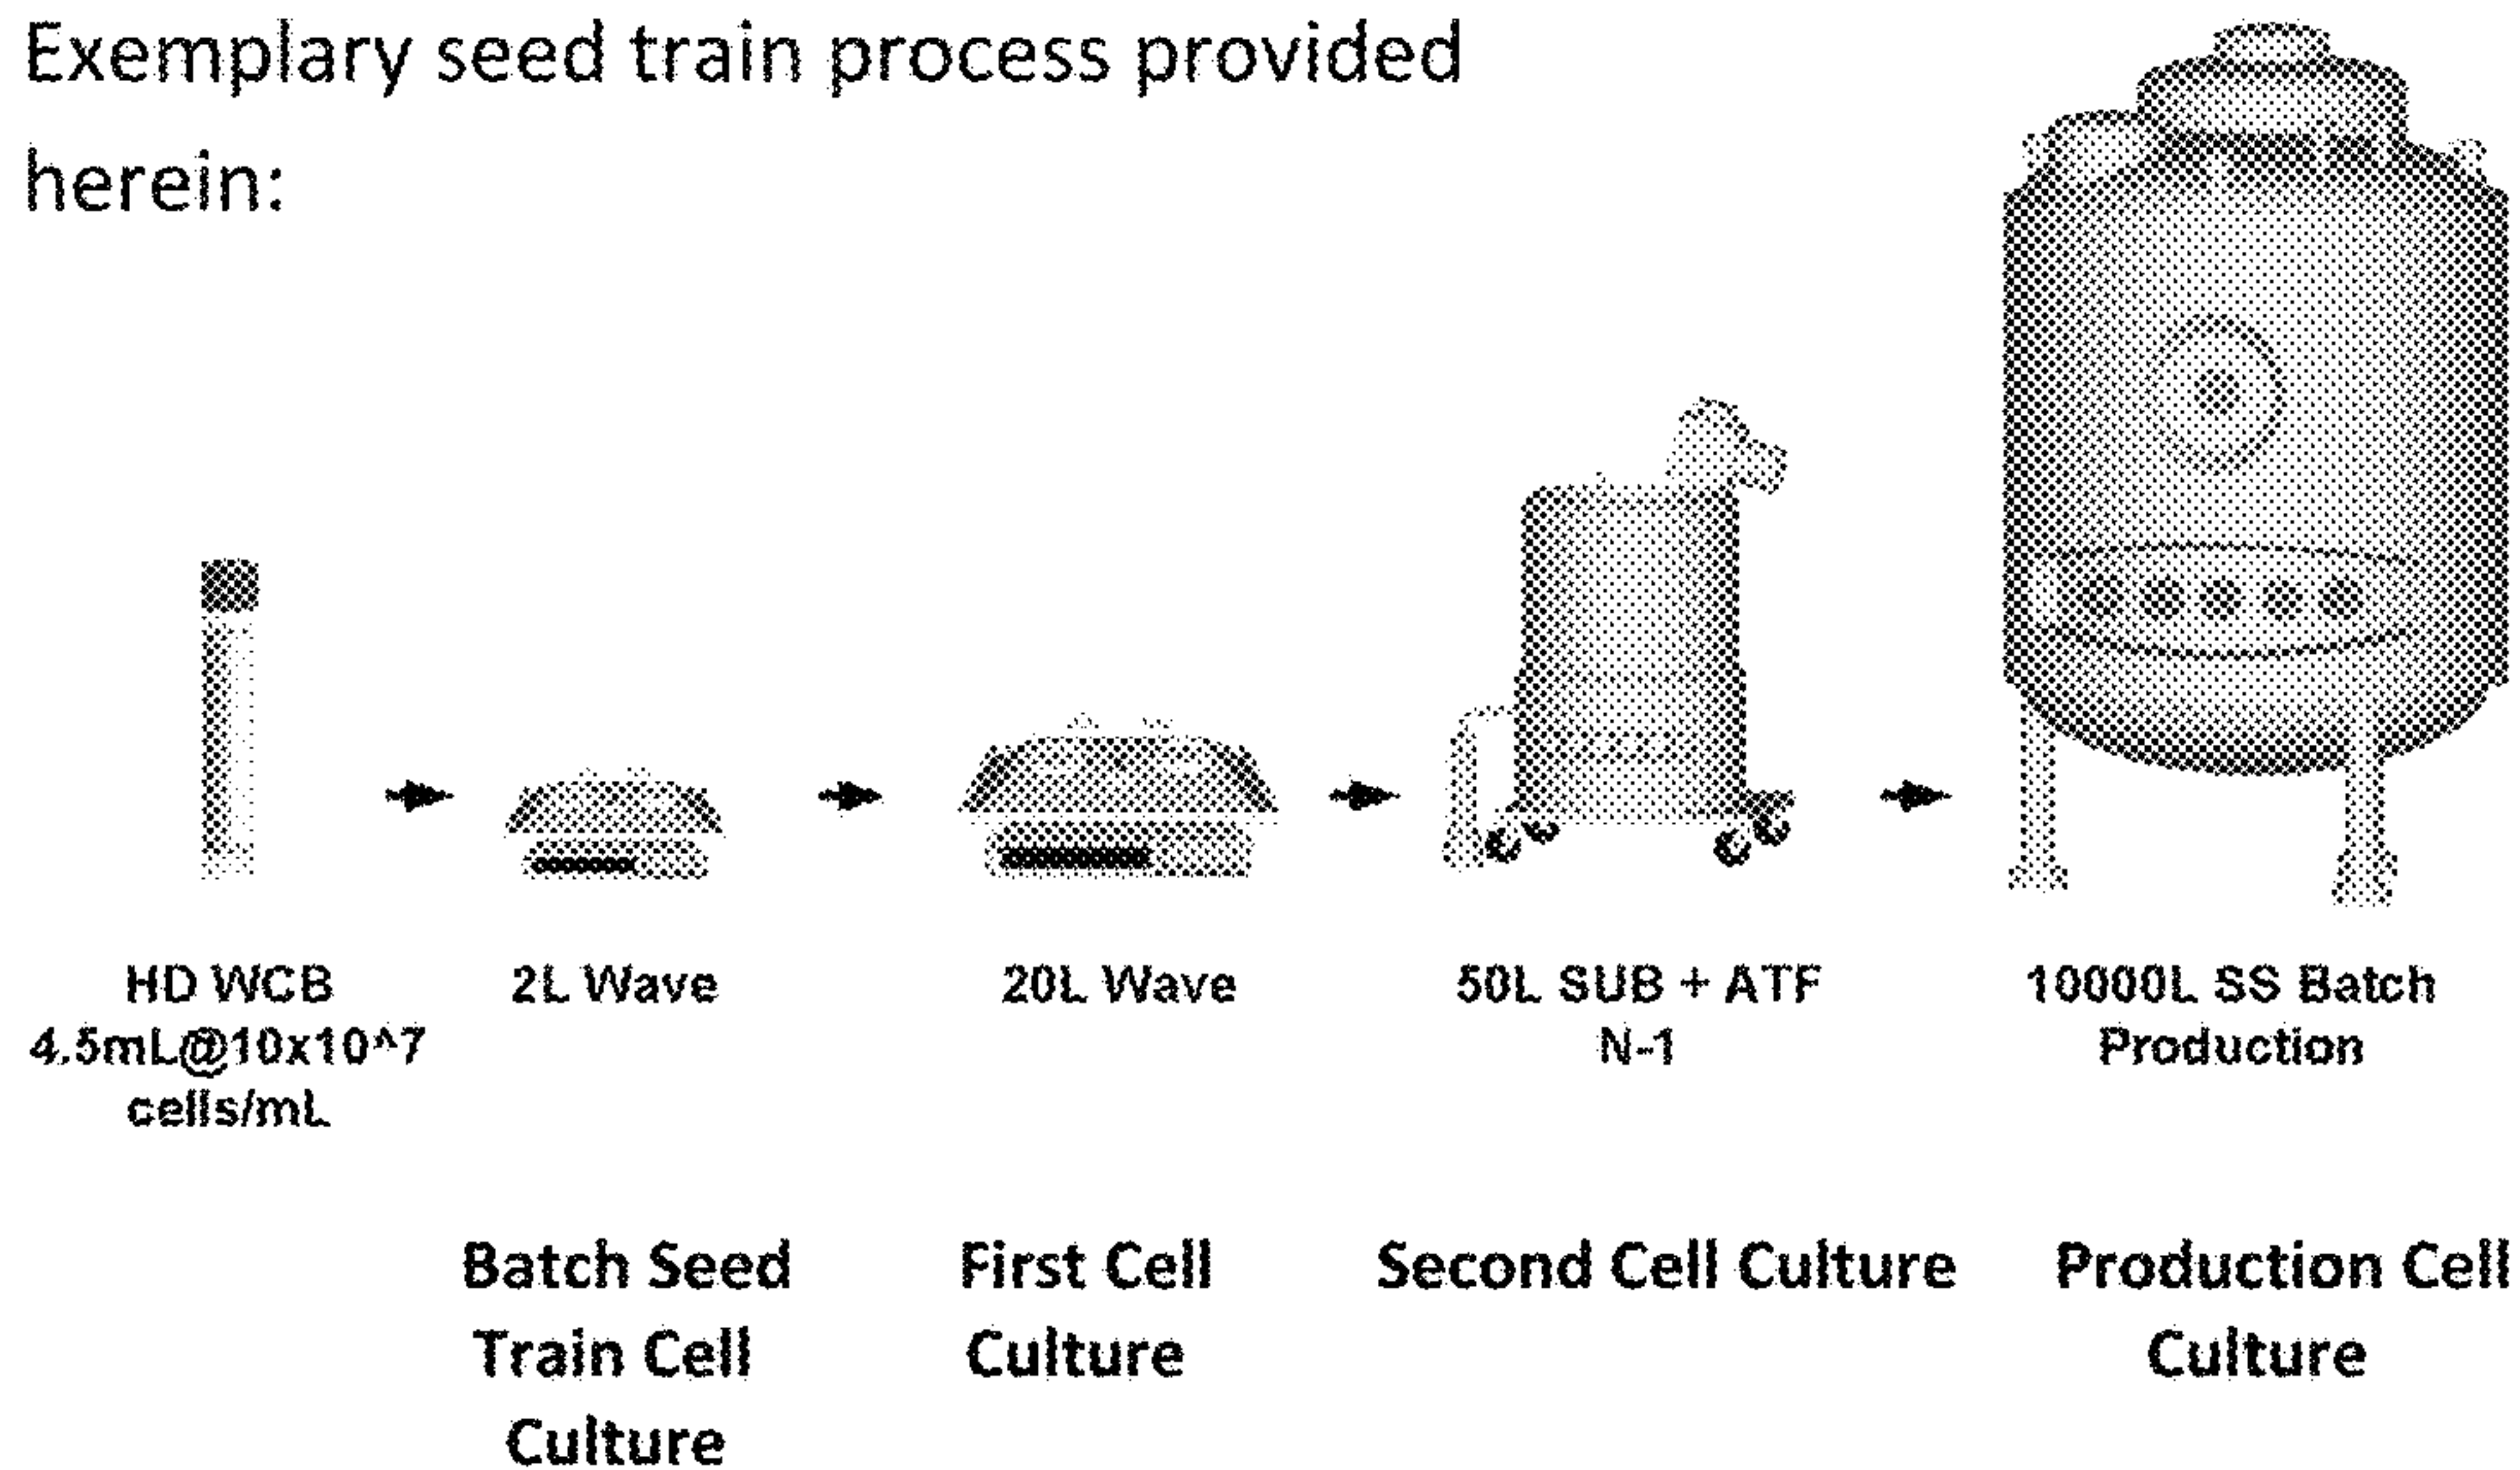 Exemplary seed train process provided
herein:
HD WCB
4.5mL@10x10^7
cells/mL
2L Wave
20L Wave
50L SUB + ATF
N-1
10000L SS Batch
Production
Batch Seed
Train Cell
Culture
First Cell
Culture
Second Cell Culture
Production Cell
Culture